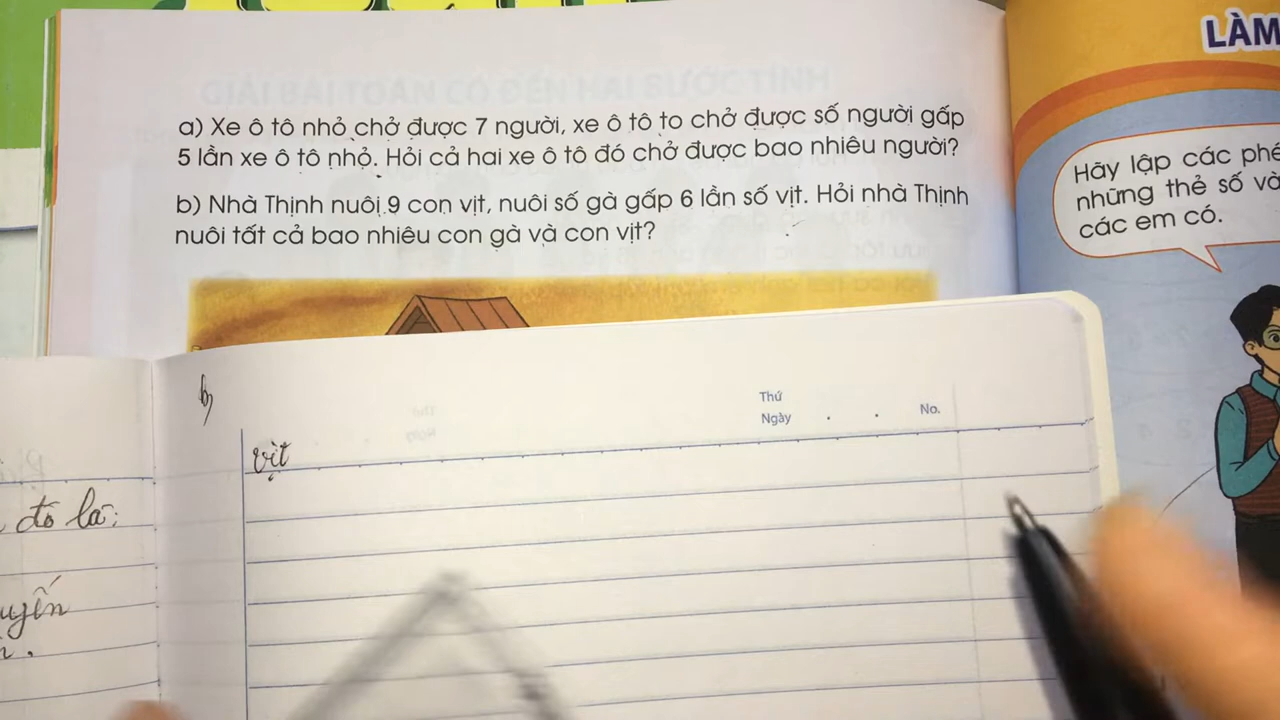 a) Xe ô tô nhỏ chở được 7 người, xe ô tô to chở được số người gấp
5 lần xe ô tô nhỏ. Hỏi cả hai xe ô tô đó chở được bao nhiêu người?
b) Nhà Thịnh nuôi 9 con vịt, nuôi số gà gấp 6 lần số vịt. Hỏi nhà Thịnh
nuôi tất cả bao nhiêu con gà và con vịt?
LÀM
Hãy lập các
những thẻ số
các em có.
b)
Thứ
Ngày . . No.
vịt
đó là: